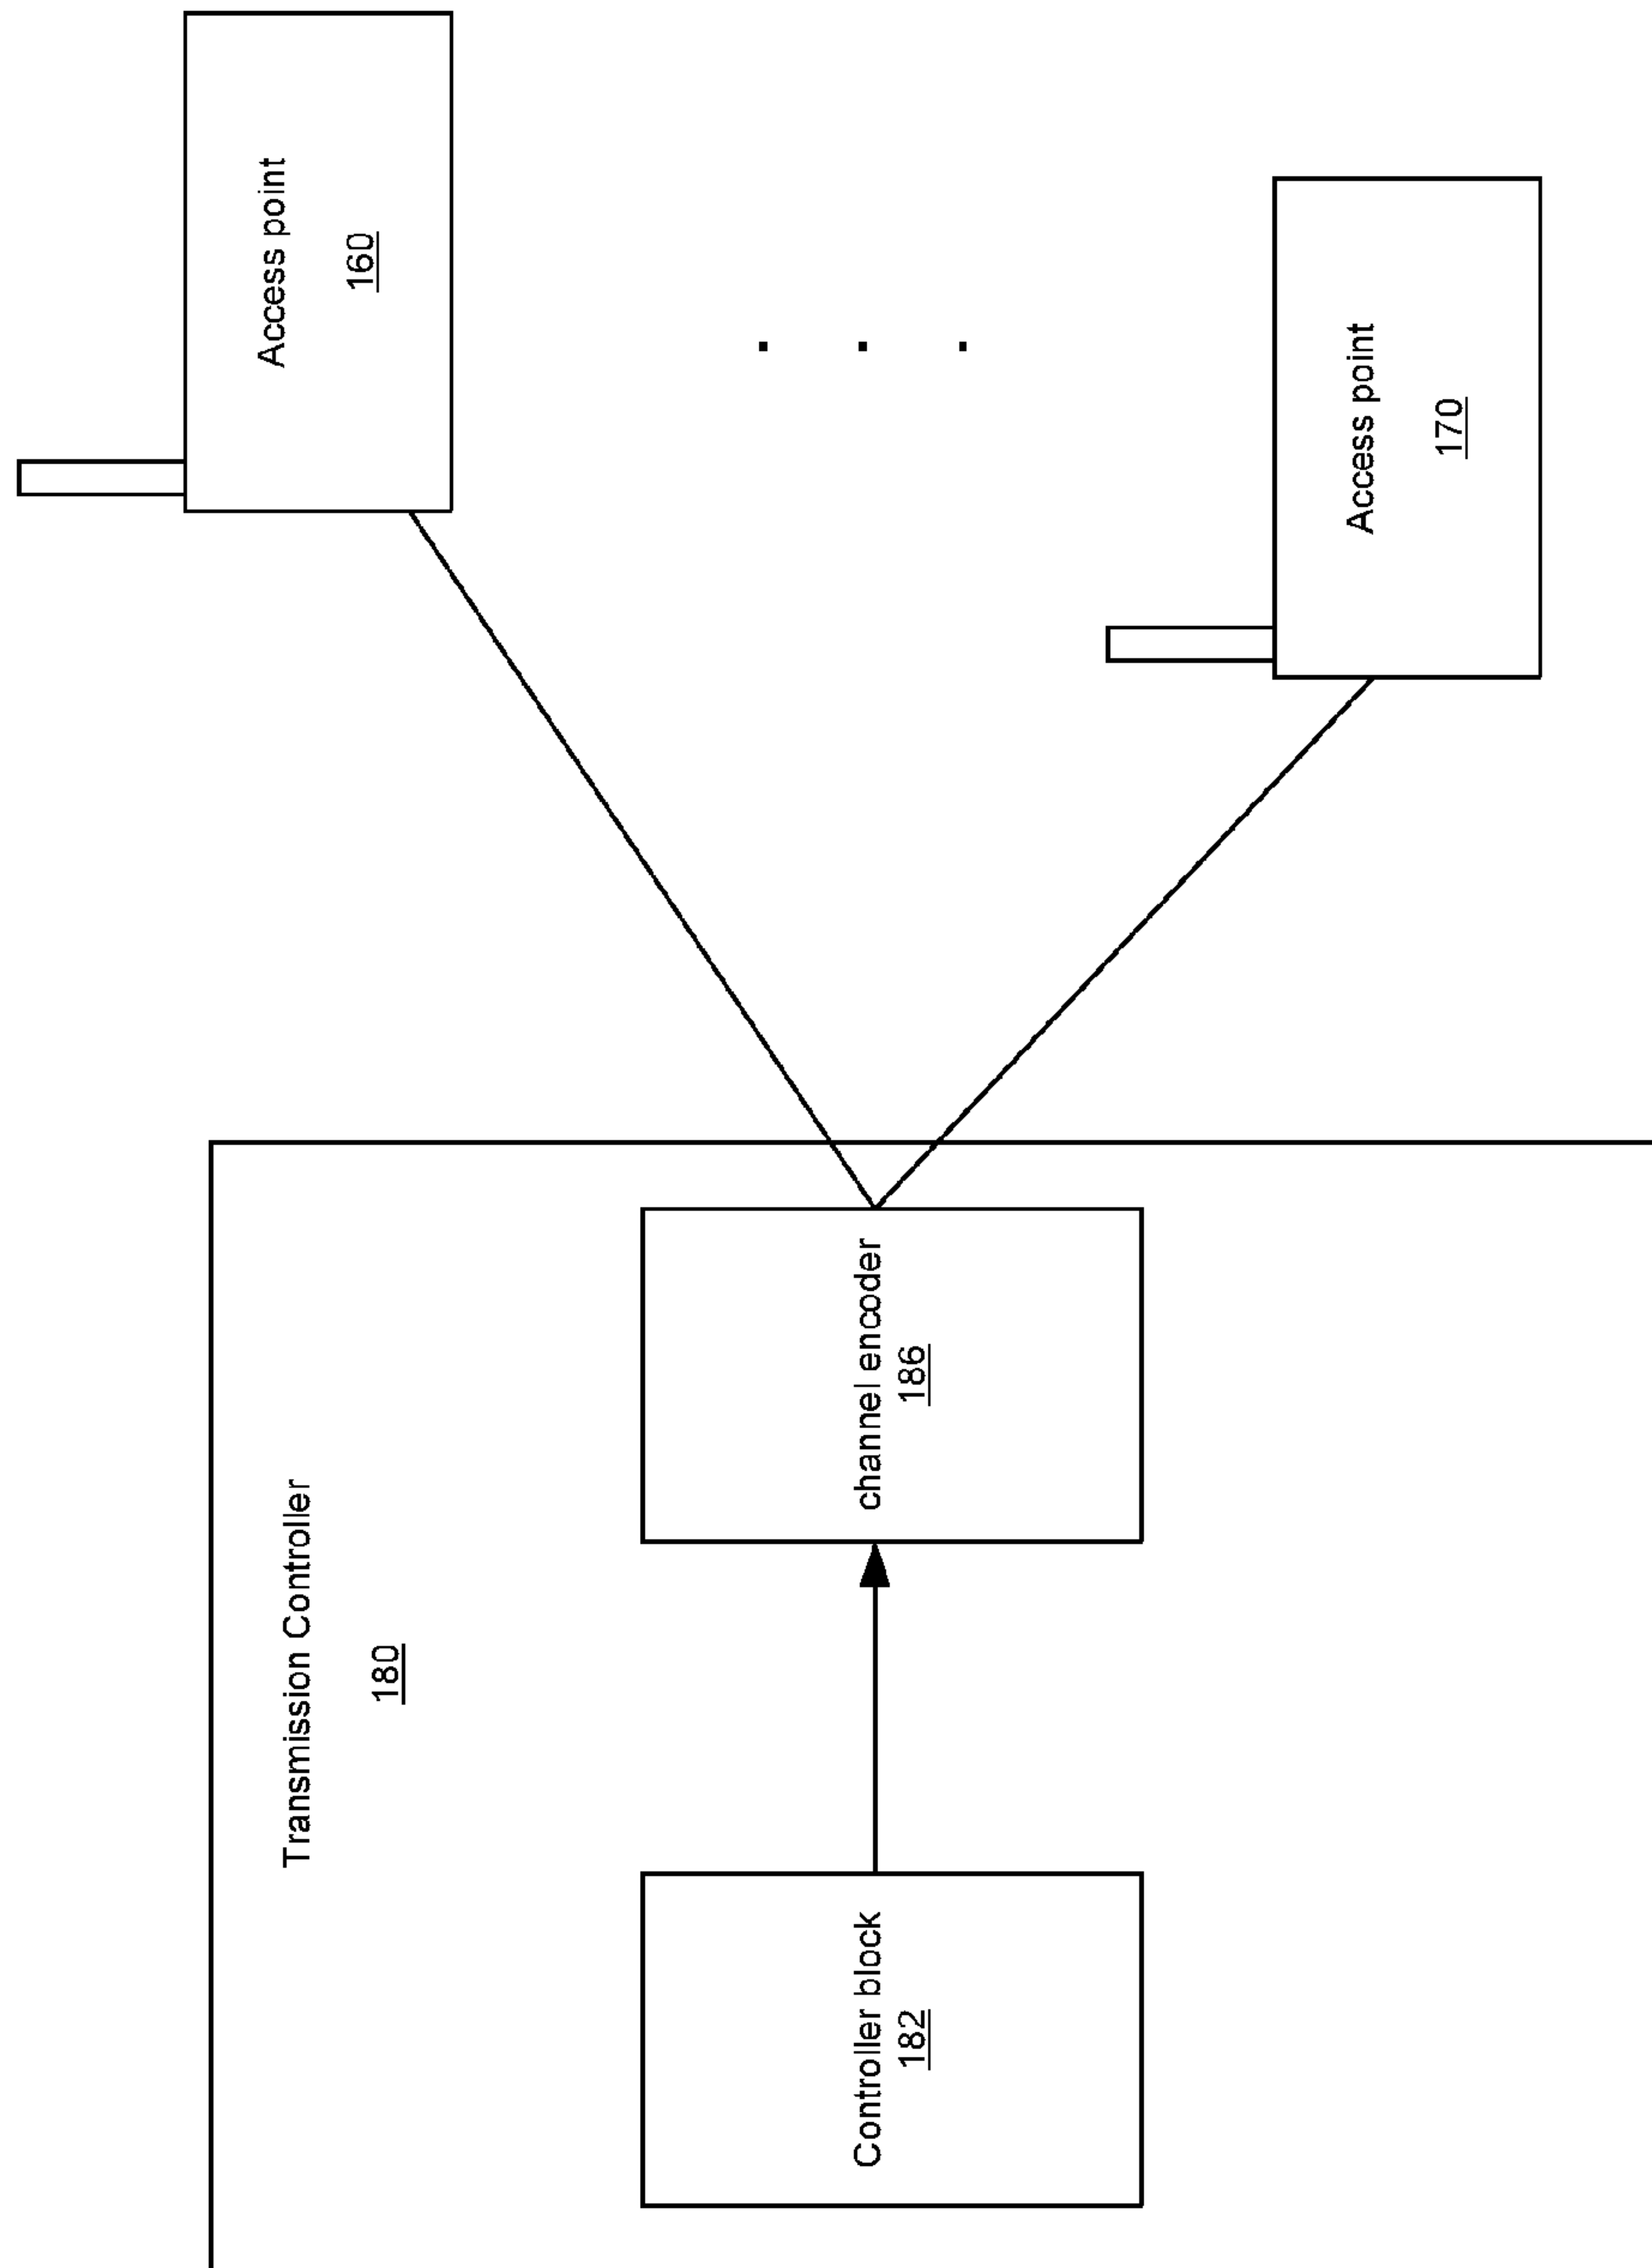 Transmission Controller
180
Controller block
182
channel encoder
186
Access point
160
. . .
Access point
170